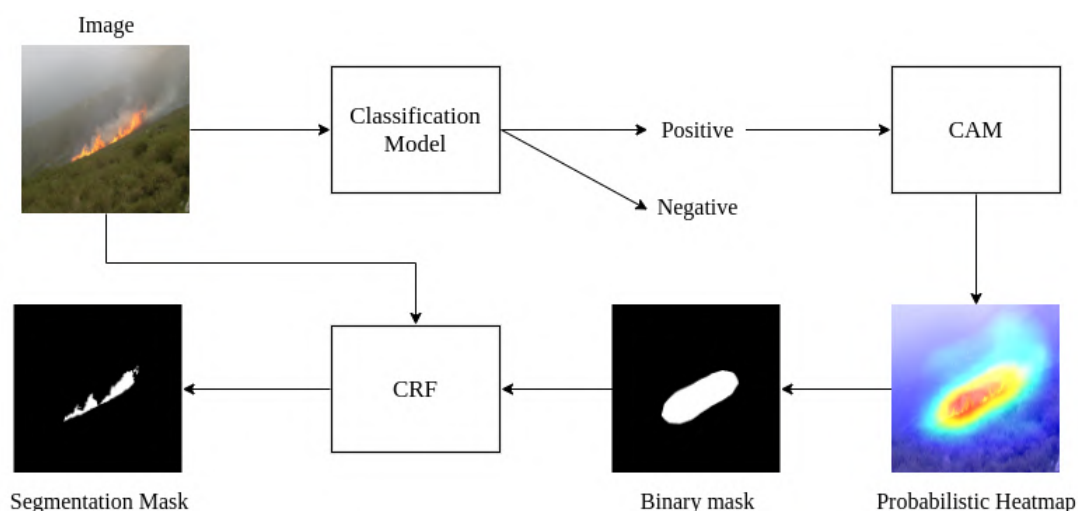 Image
Classification
Model
Positive
CAM
Negative
CRF
Segmentation Mask
Binary mask
Probabilistic Heatmap